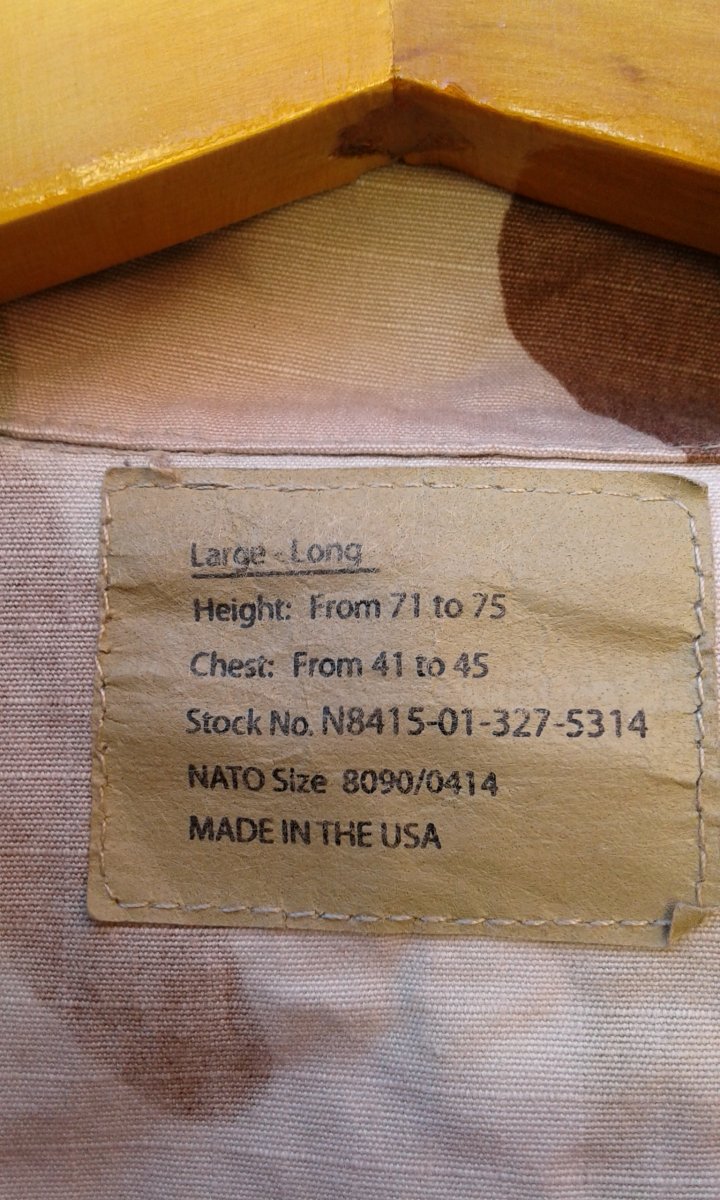 Large - Long
Height: From 71 to 75
Chest: From 41 to 45
Stock No. N8415-01-327-5314
NATO Size 8090/0414
MADE IN THE USA